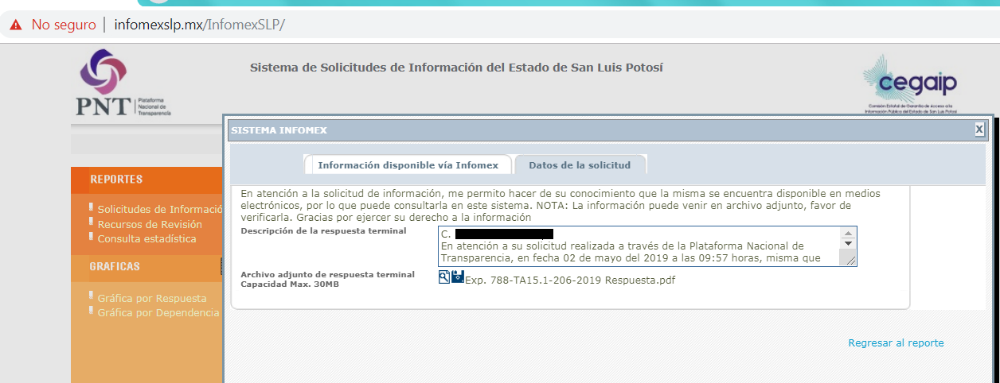 No seguro | infomexslp.mx/InfomexSLP/
Sistema de Solicitudes de Información del Estado de San Luis Potosí
PNT
Plataforma
Nacional de
Transparencia
cegaip
Comisión Estatal de Garantía de Acceso a la
Información Pública del Estado de San Luis Potosí
SISTEMA INFOMEX
X
Información disponible vía Infomex
Datos de la solicitud
REPORTES
Solicitudes de Informació
Recursos de Revisión
Consulta estadística
GRAFICAS
Gráfica por Respuesta
Gráfica por Dependencia
En atención a la solicitud de información, me permito hacer de su conocimiento que la misma se encuentra disponible en medios
electrónicos, por lo que puede consultarla en este sistema. NOTA: La información puede venir en archivo adjunto, favor de
verificarla. Gracias por ejercer su derecho a la información
Descripción de la respuesta terminal
C.
En atención a su solicitud realizada a través de la Plataforma Nacional de
Transparencia, en fecha 02 de mayo del 2019 a las 09:57 horas, misma que
Archivo adjunto de respuesta terminal
Capacidad Max. 30MB
Exp. 788-TA15.1-206-2019 Respuesta.pdf
Regresar al reporte